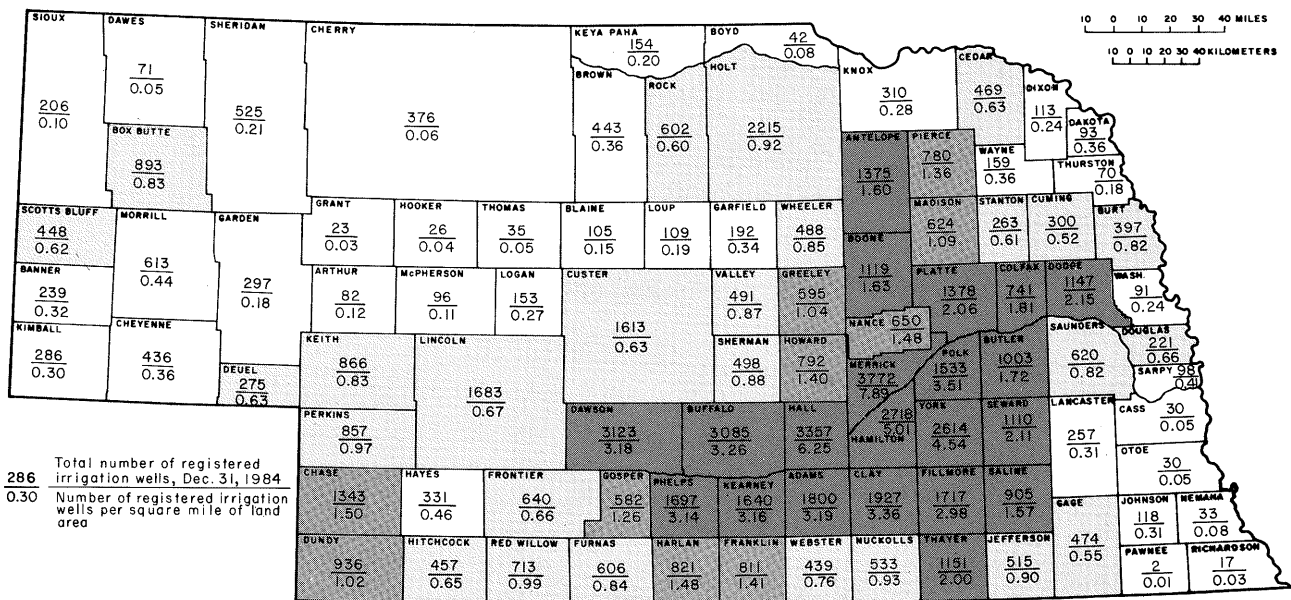 10 0 10 20 30 40 MILES
10 0 10 20 30 40 KILOMETERS
SIOUX
206
0.10
DAWES
71
0.05
SHERIDAN
525
0.21
CHERRY
376
0.06
KEYA PAHA
154
0.20
BOYD
42
0.08
BROWN
443
0.36
ROCK
602
0.60
HOLT
2215
0.92
KNOX
310
0.28
CEDAR
469
0.63
DIXON
113
0.24
DAKOTA
93
0.36
BOX BUTTE
893
0.83
ANTELOPE
1375
1.60
PIERCE
780
1.36
WAYNE
159
0.36
THURSTON
70
0.18
SCOTTS BLUFF
448
0.62
MORRILL
613
0.44
GARDEN
297
0.18
GRANT
23
0.03
HOOKER
26
0.04
THOMAS
35
0.05
BLAINE
105
0.15
LOUP
109
0.19
GARFIELD
192
0.34
WHEELER
488
0.85
MADISON
624
1.09
STANTON
263
0.61
CUMING
300
0.52
BURT
397
0.82
BANNER
239
0.32
ARTHUR
82
0.12
McPHERSON
96
0.11
LOGAN
153
0.27
CUSTER
1613
0.63
VALLEY
491
0.87
GREELEY
595
1.04
BOONE
1119
1.63
PLATTE
1378
2.06
COLFAX
741
1.81
DODGE
1147
2.15
WASH.
91
0.24
KIMBALL
286
0.30
CHEYENNE
436
0.36
DEUEL
275
0.63
KEITH
866
0.83
LINCOLN
1683
0.67
SHERMAN
498
0.88
HOWARD
792
1.40
NANCE 650
1.48
MERRICK
3772
7.89
POLK
1533
3.51
BUTLER
1003
1.72
SAUNDERS
620
0.82
DOUGLAS
221
0.66
SARPY 98
0.41
PERKINS
857
0.97
DAWSON
3123
3.18
BUFFALO
3085
3.26
HALL
3357
6.25
2718
5.01
HAMILTON
YORK
2614
4.54
SEWARD
1110
2.11
LANCASTER
257
0.31
CASS
30
0.05
OTOE
30
0.05
286 Total number of registered
irrigation wells, Dec. 31, 1984
0.30 Number of registered irrigation
wells per square mile of land
area
CHASE
1343
1.50
HAYES
331
0.46
FRONTIER
640
0.66
GOSPER
582
1.26
PHELPS
1697
3.14
KEARNEY
1640
3.16
ADAMS
1800
3.19
CLAY
1927
3.36
FILLMORE
1717
2.98
SALINE
905
1.57
GAGE
474
0.55
JOHNSON
118
0.31
NEMAHA
33
0.08
DUNDY
936
1.02
HITCHCOCK
457
0.65
RED WILLOW
713
0.99
FURNAS
606
0.84
HARLAN
821
1.48
FRANKLIN
811
1.41
WEBSTER
439
0.76
NUCKOLLS
533
0.93
THAYER
1151
2.00
JEFFERSON
515
0.90
PAWNEE
2
0.01
RICHARDSON
17
0.03